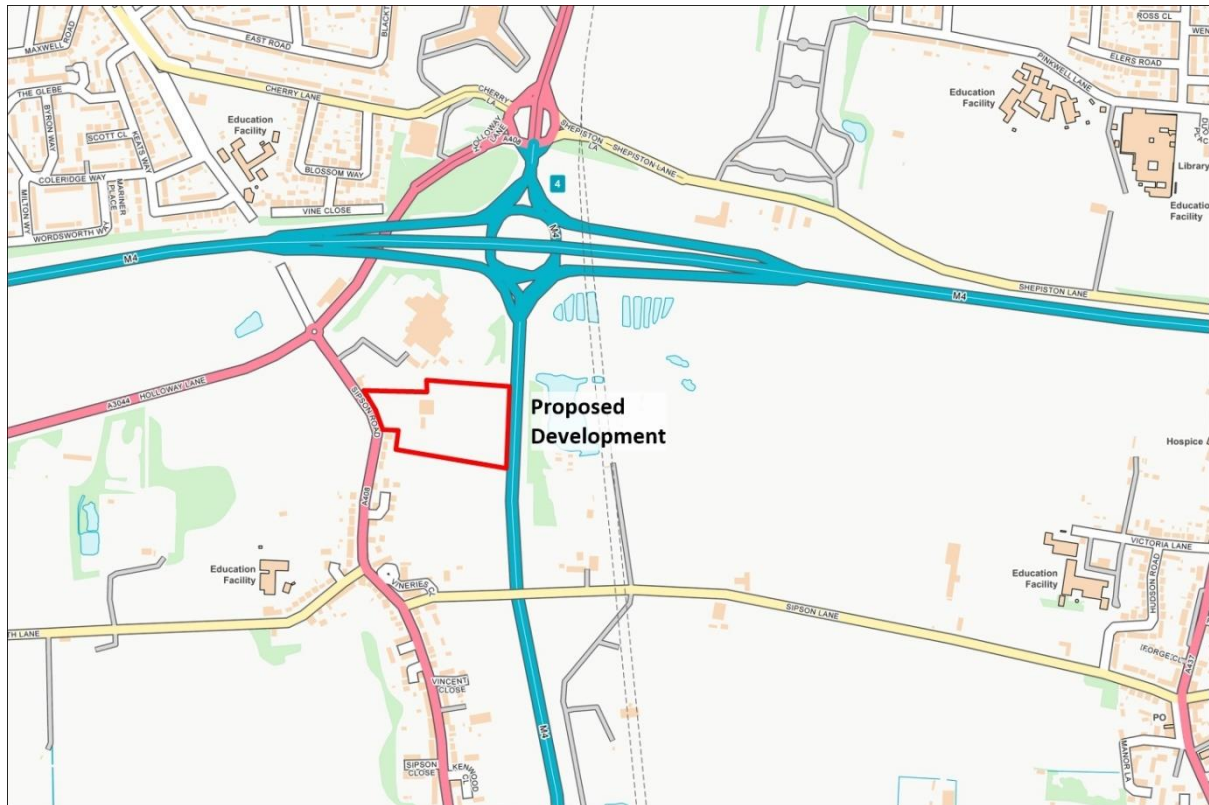 MAXWELL ROAD
EAST ROAD
BLACKT
ROSS CL
WEN
ELERS ROAD
PINKWELL LANE
THE GLEBE
BYRON WAY
SCOTT CL
KEATS WAY
CHERRY LANE
Education
Facility
CHERRY
LA
HOLLOWAY
LANE
A408
SHEPISTON
LA
SHEPISTON LANE
Education
Facility
Library
Education
Facility
COLERIDGE WAY
BLOSSOM WAY
MILTON WY
MARINER
PLACE
VINE CLOSE
WORDSWORTH WY
4
M4
M4
M4
SHEPISTON LANE
A3044
HOLLOWAY LANE
SIPSON ROAD
Proposed
Development
Hospice &
A408
Education
Facility
VINERIES CL
VICTORIA LANE
HUDSON ROAD
Education
Facility
SIPSON LANE
TH LANE
FORGE CL
A437
VINCENT
CLOSE
M4
PO
MANOR LA
SIPSON
CLOSE
KENWOOD
CL